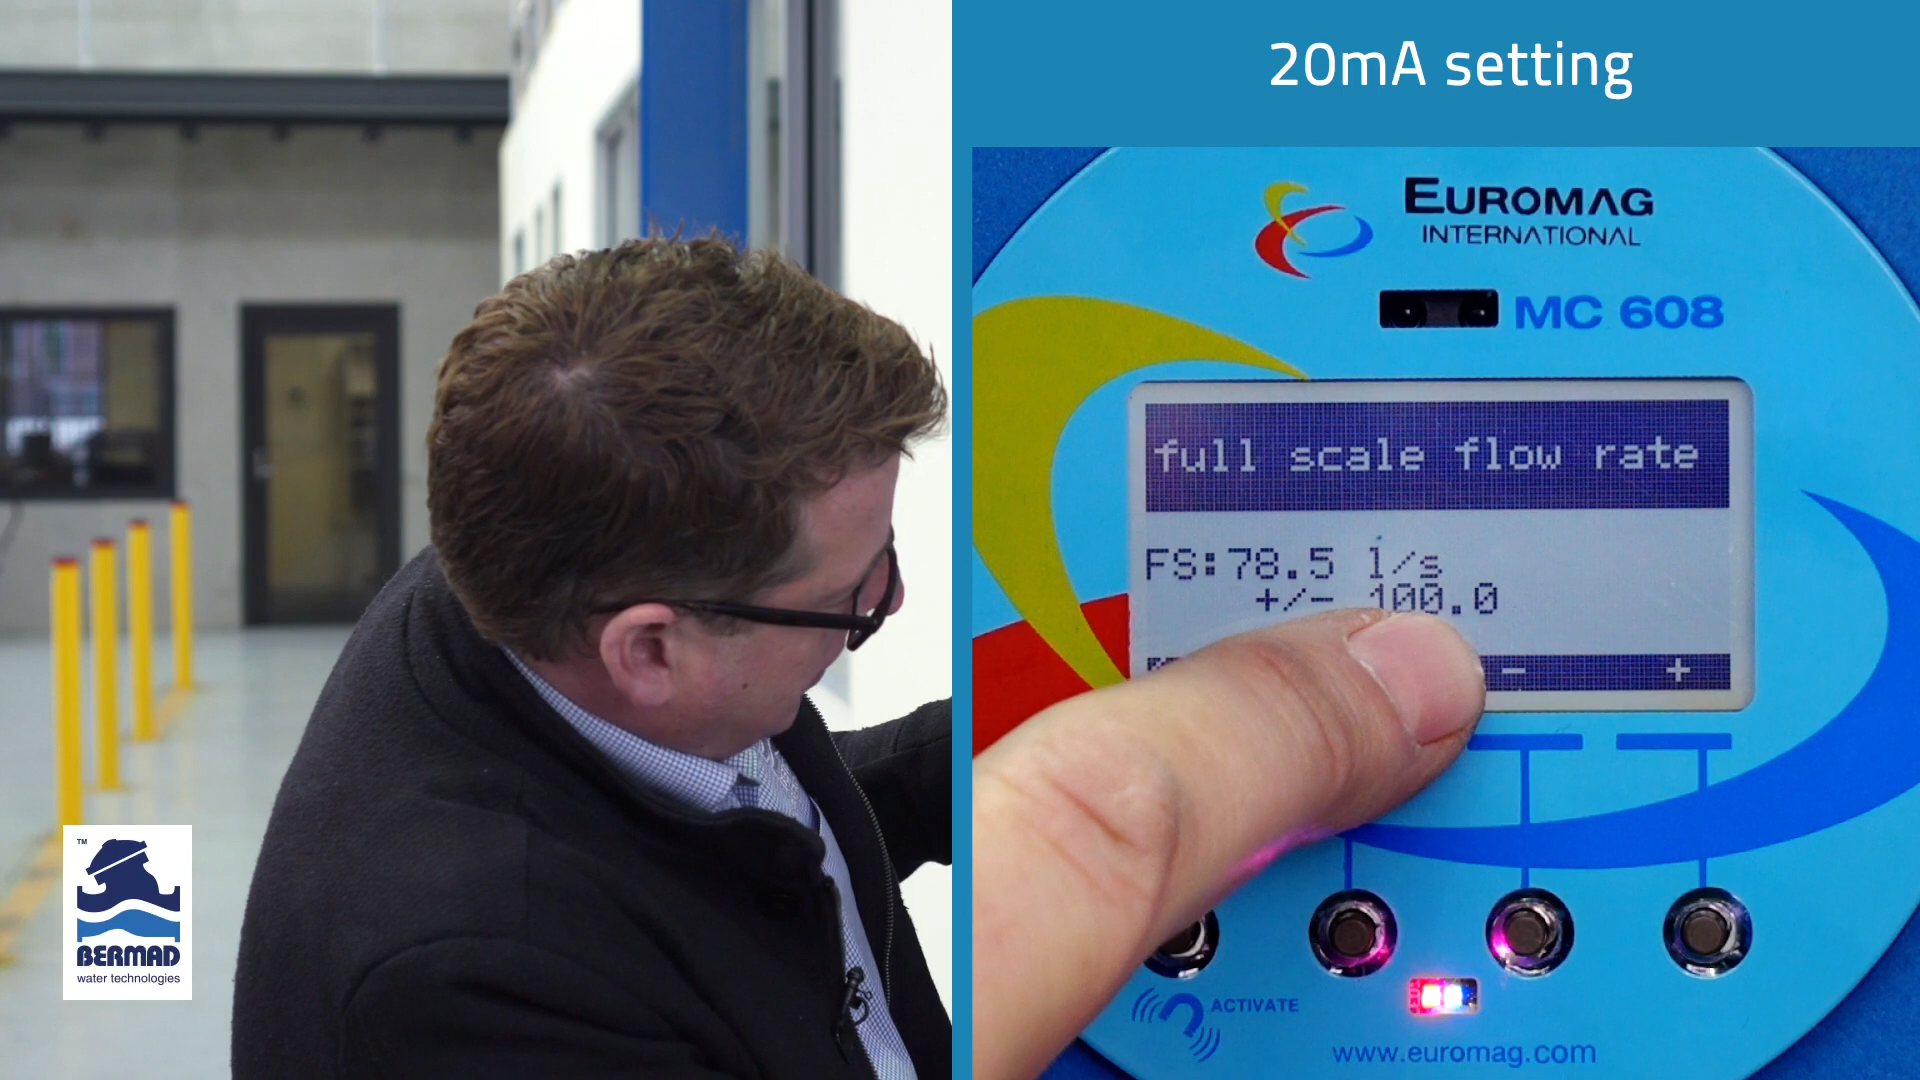 20mA setting
EUROMAG
INTERNATIONAL
MC 608
full scale flow rate
FS:78.5 l/s
+/- 100.0
- +
ACTIVATE
www.euromag.com
TM
BERMAD
water technologies